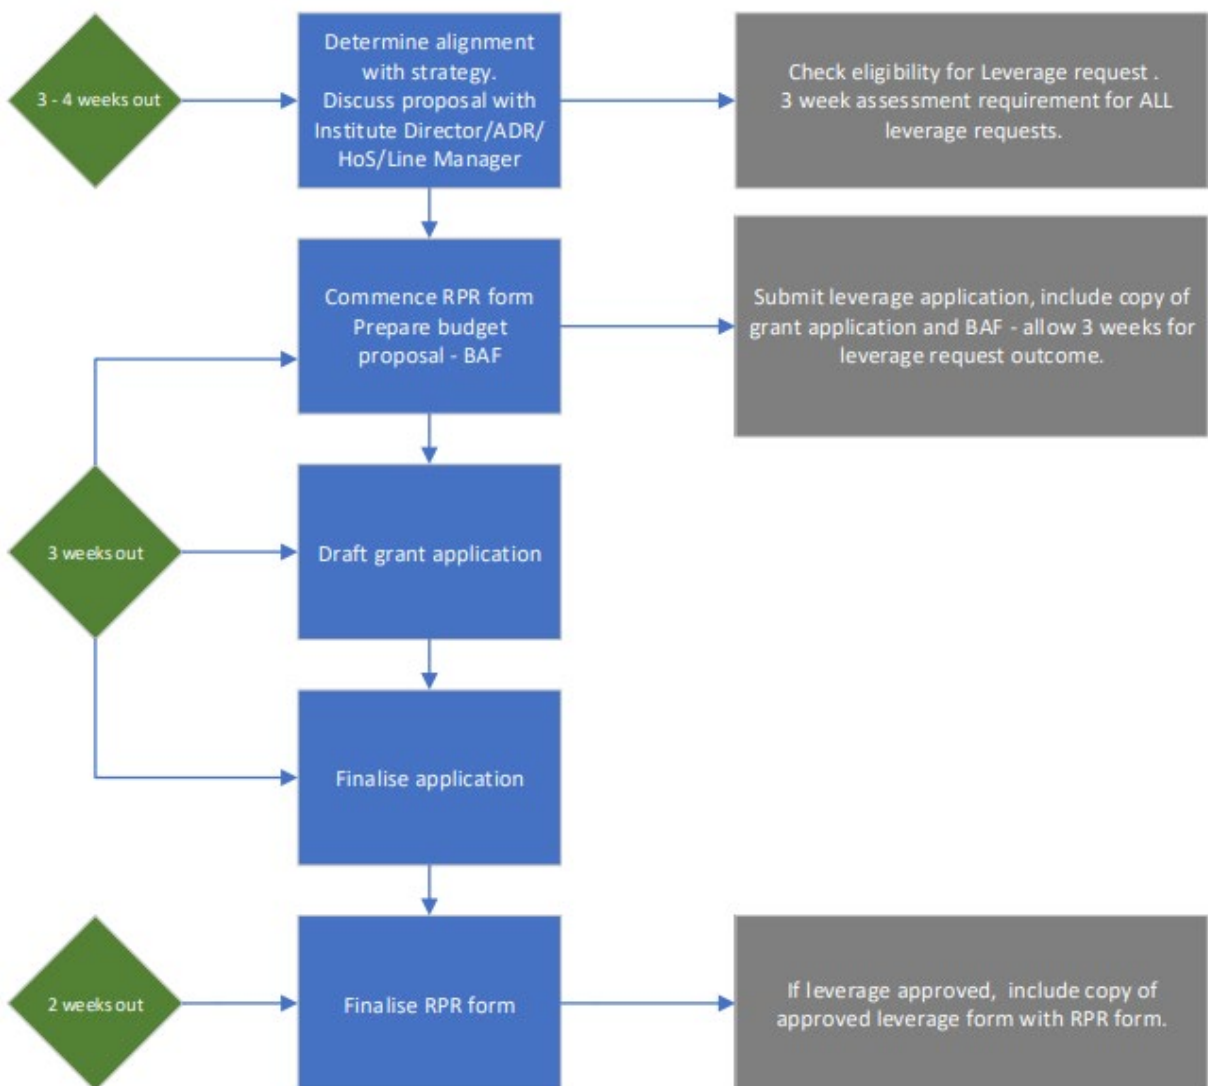 3 - 4 weeks out
Determine alignment
with strategy.
Discuss proposal with
Institute Director/ADR/
HoS/Line Manager
Check eligibility for Leverage request .
3 week assessment requirement for ALL
leverage requests.
Commence RPR form
Prepare budget
proposal - BAF
Submit leverage application, include copy of
grant application and BAF - allow 3 weeks for
leverage request outcome.
3 weeks out
Draft grant application
Finalise application
2 weeks out
Finalise RPR form
If leverage approved, include copy of
approved leverage form with RPR form.